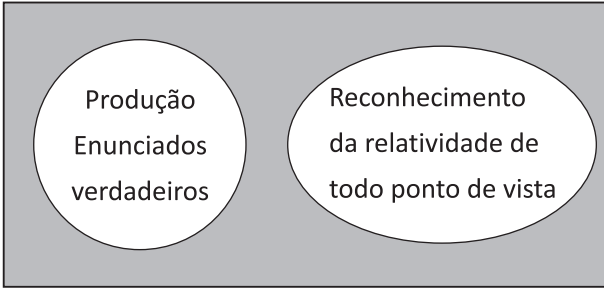 Produção
Enunciados
verdadeiros
Reconhecimento
da relatividade de
todo ponto de vista